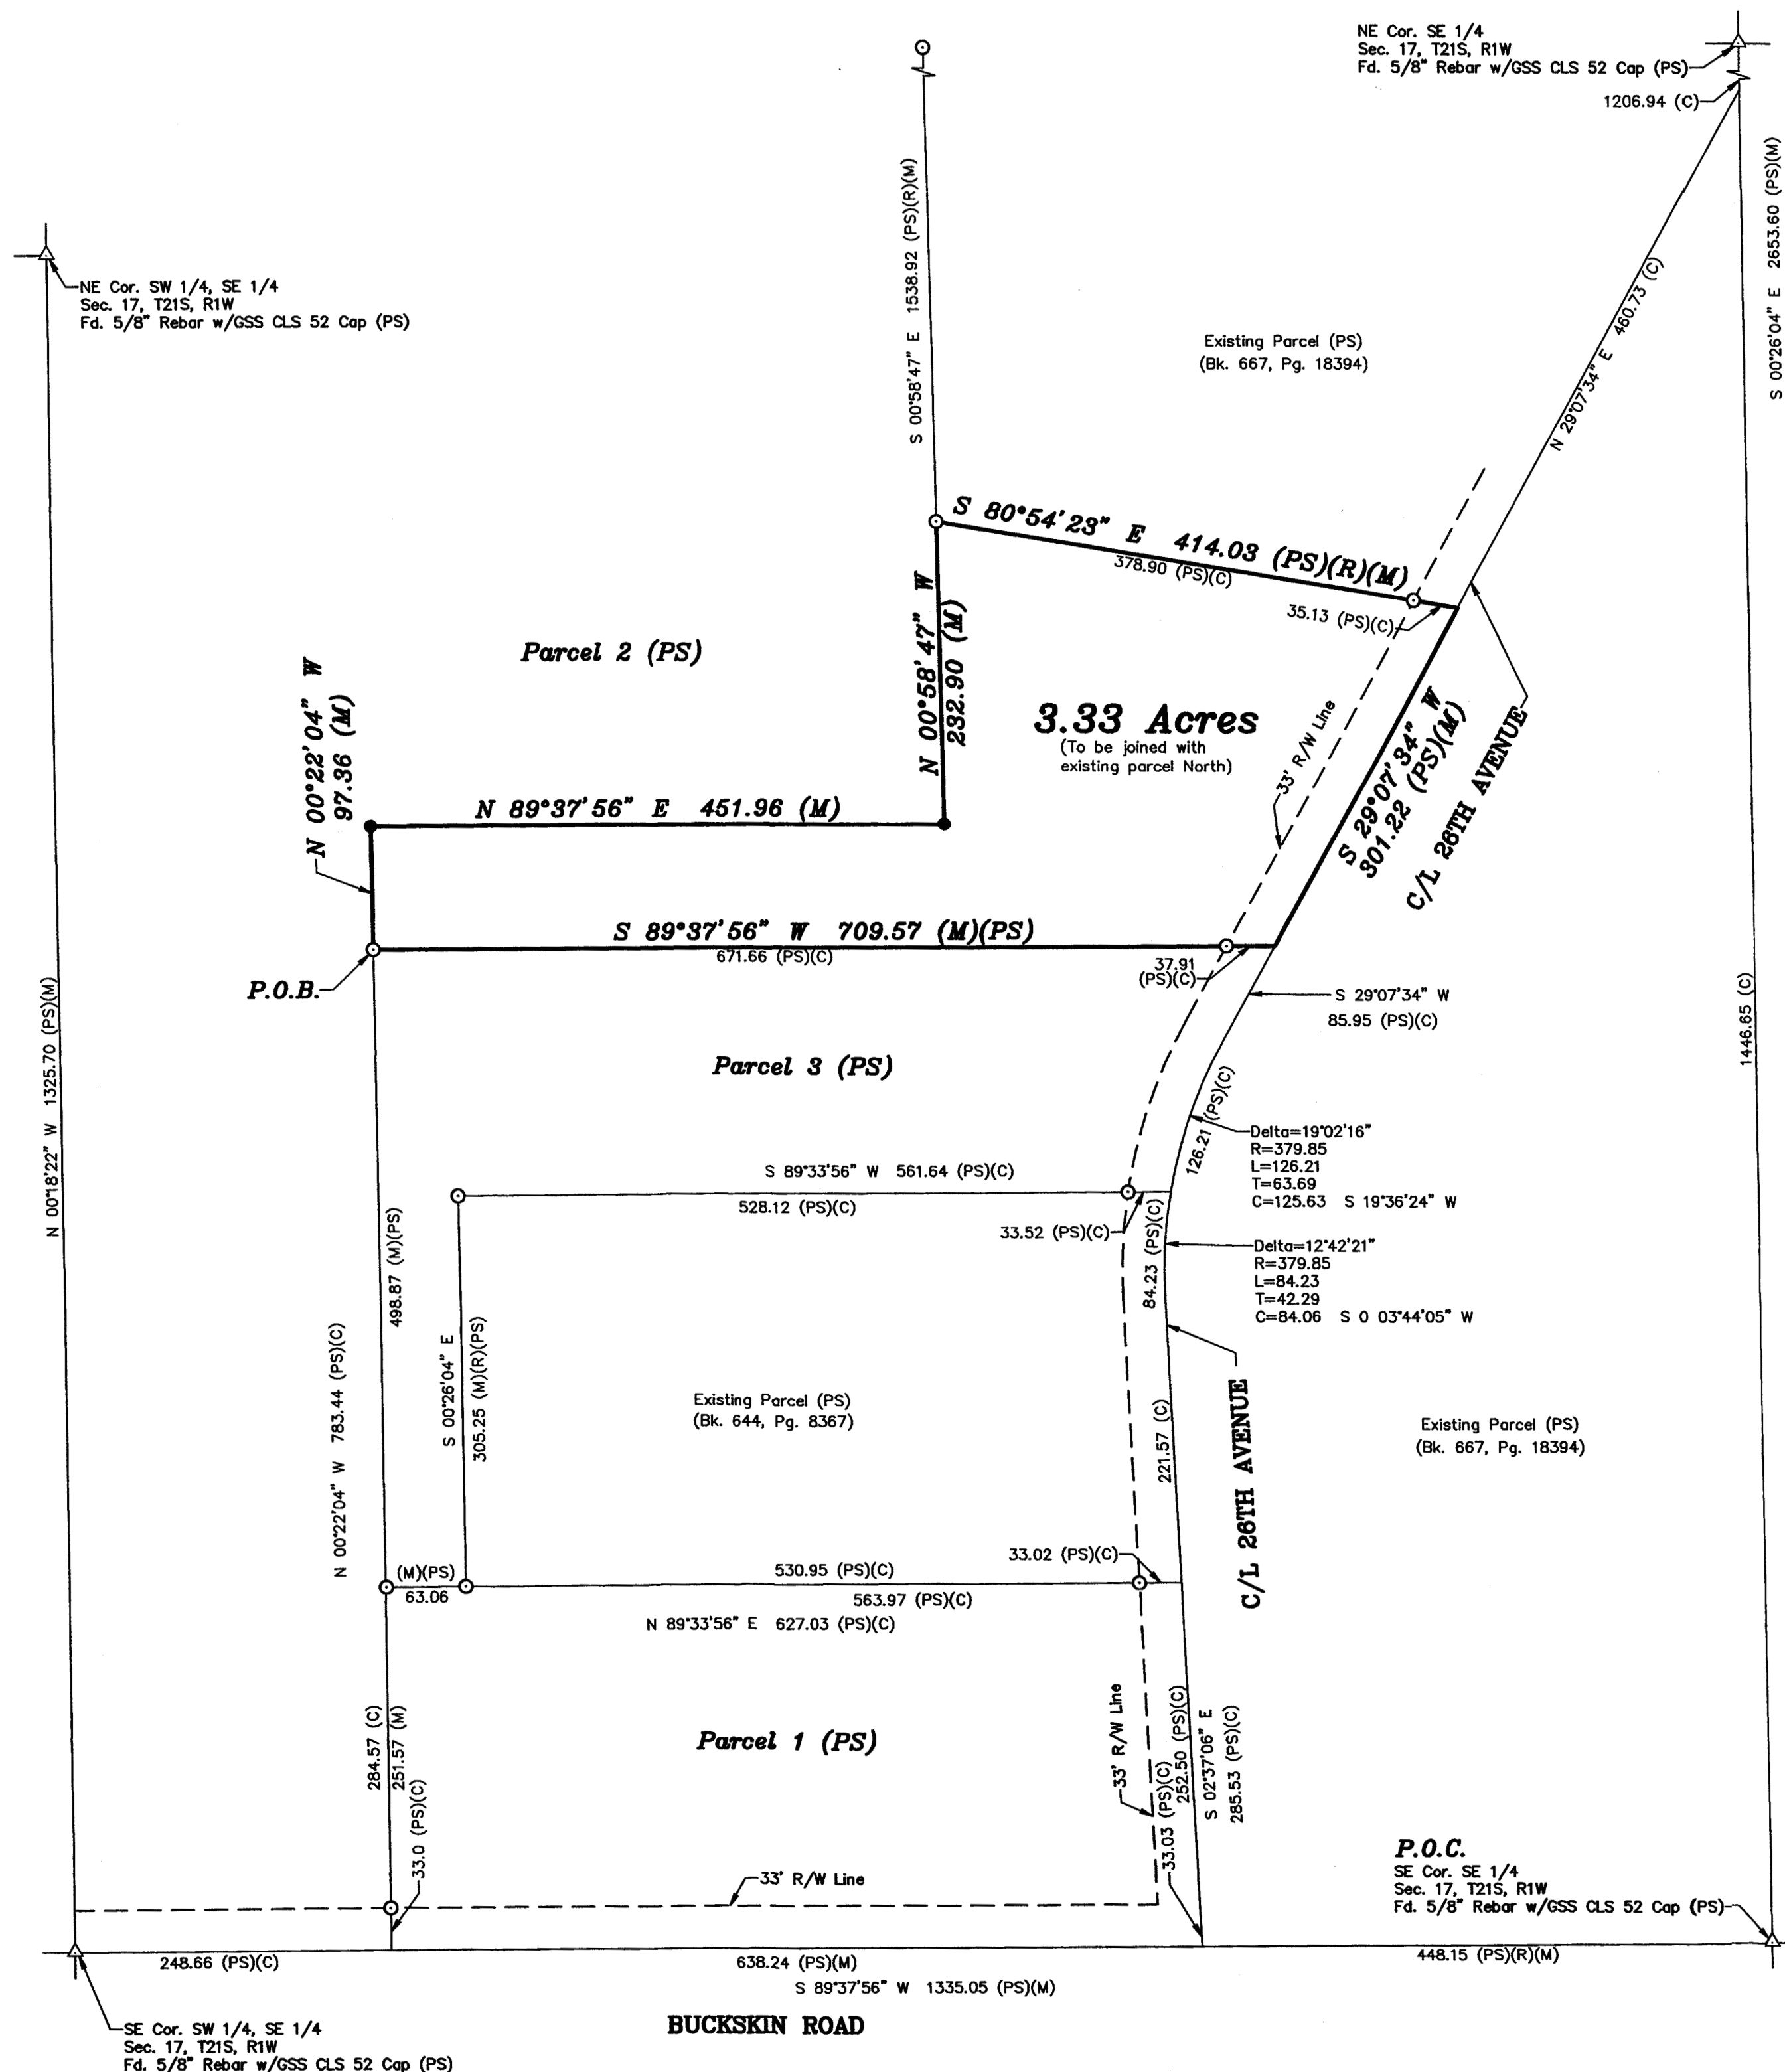 NE Cor. SE 1/4
Sec. 17, T21S, R1W
Fd. 5/8" Rebar w/GSS CLS 52 Cap (PS)
1206.94 (C)
S 00°26'04" E 2653.60 (PS)(M)
NE Cor. SW 1/4, SE 1/4
Sec. 17, T21S, R1W
Fd. 5/8" Rebar w/GSS CLS 52 Cap (PS)
S 00°58'47" E 1538.92 (PS)(R)(M)
Existing Parcel (PS)
(Bk. 667, Pg. 18394)
N 29°07'34" E 460.73 (C)
S 80°54'23" E 414.03 (PS)(R)(M)
378.90 (PS)(C)
35.13 (PS)(C)
Parcel 2 (PS)
N 00°58'47" W
232.90 (M)
N 00°22'04" W
97.36 (M)
3.33 Acres
(To be joined with
existing parcel North)
33' R/W Line
S 29°07'34" W
301.22 (PS)(M)
C/L 26TH AVENUE
N 89°37'56" E 451.96 (M)
S 89°37'56" W 709.57 (M)(PS)
671.66 (PS)(C)
37.91
(PS)(C)
P.O.B.
S 29°07'34" W
85.95 (PS)(C)
N 00°18'22" W 1325.70 (PS)(M)
1446.65 (C)
Parcel 3 (PS)
126.21 (PS)(C)
Delta=19°02'16"
R=379.85
L=126.21
T=63.69
C=125.63 S 19°36'24" W
S 89°33'56" W 561.64 (PS)(C)
528.12 (PS)(C)
33.52 (PS)(C)
84.23 (PS)(C)
Delta=12°42'21"
R=379.85
L=84.23
T=42.29
C=84.06 S 0 03°44'05" W
498.87 (M)(PS)
N 00°22'04" W 783.44 (PS)(C)
S 00°26'04" E
305.25 (M)(R)(PS)
Existing Parcel (PS)
(Bk. 644, Pg. 8367)
221.57 (C)
C/L 26TH AVENUE
Existing Parcel (PS)
(Bk. 667, Pg. 18394)
(M)(PS)
63.06
530.95 (PS)(C)
33.02 (PS)(C)
563.97 (PS)(C)
N 89°33'56" E 627.03 (PS)(C)
284.57 (C)
251.57 (M)
Parcel 1 (PS)
33' R/W Line
252.50 (PS)(C)
S 02°37'06" E
285.53 (PS)(C)
33.0 (PS)(C)
33.03 (PS)(C)
33' R/W Line
P.O.C.
SE Cor. SE 1/4
Sec. 17, T21S, R1W
Fd. 5/8" Rebar w/GSS CLS 52 Cap (PS)
248.66 (PS)(C)
638.24 (PS)(M)
448.15 (PS)(R)(M)
S 89°37'56" W 1335.05 (PS)(M)
BUCKSKIN ROAD
SE Cor. SW 1/4, SE 1/4
Sec. 17, T21S, R1W
Fd. 5/8" Rebar w/GSS CLS 52 Cap (PS)